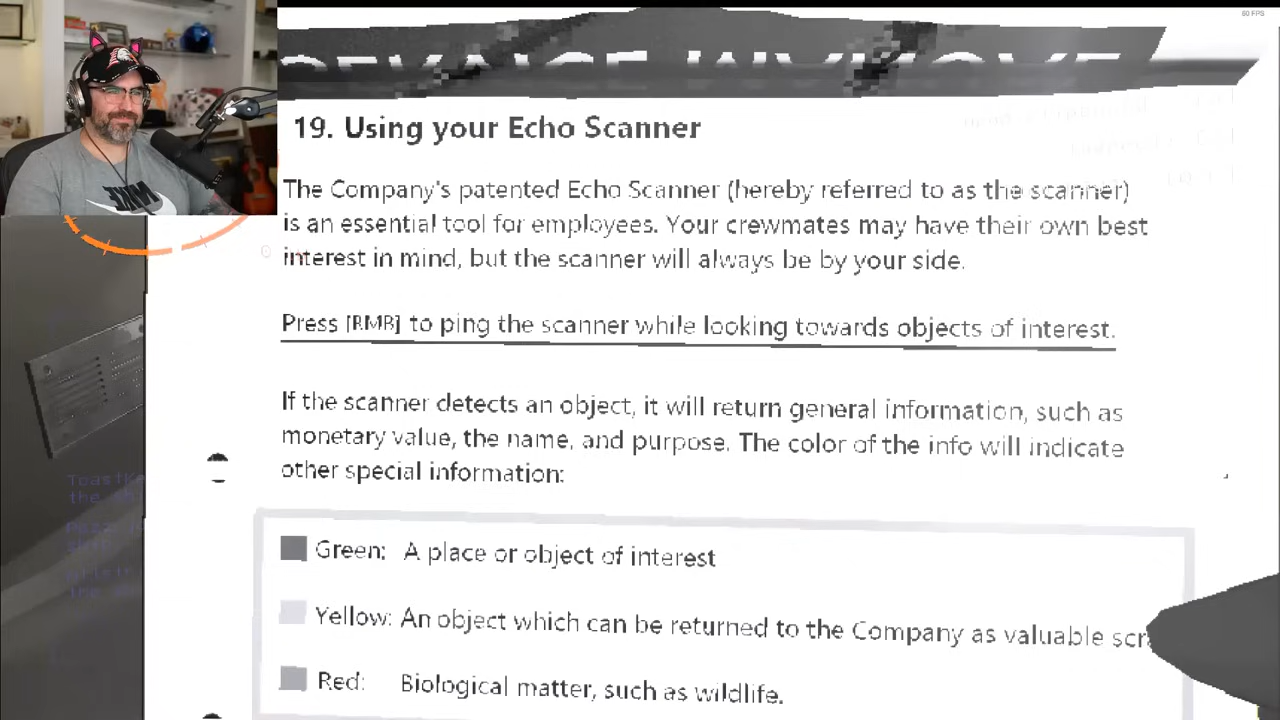 60 FPS
19. Using your Echo Scanner
The Company's patented Echo Scanner (hereby referred to as the scanner)
is an essential tool for employees. Your crewmates may have their own best
interest in mind, but the scanner will always be by your side.
Press [RMB] to ping the scanner while looking towards objects of interest.
If the scanner detects an object, it will return general information, such as
monetary value, the name, and purpose. The color of the info will indicate
other special information:
Green: A place or object of interest
Yellow: An object which can be returned to the Company as valuable
Red: Biological matter, such as wildlife.